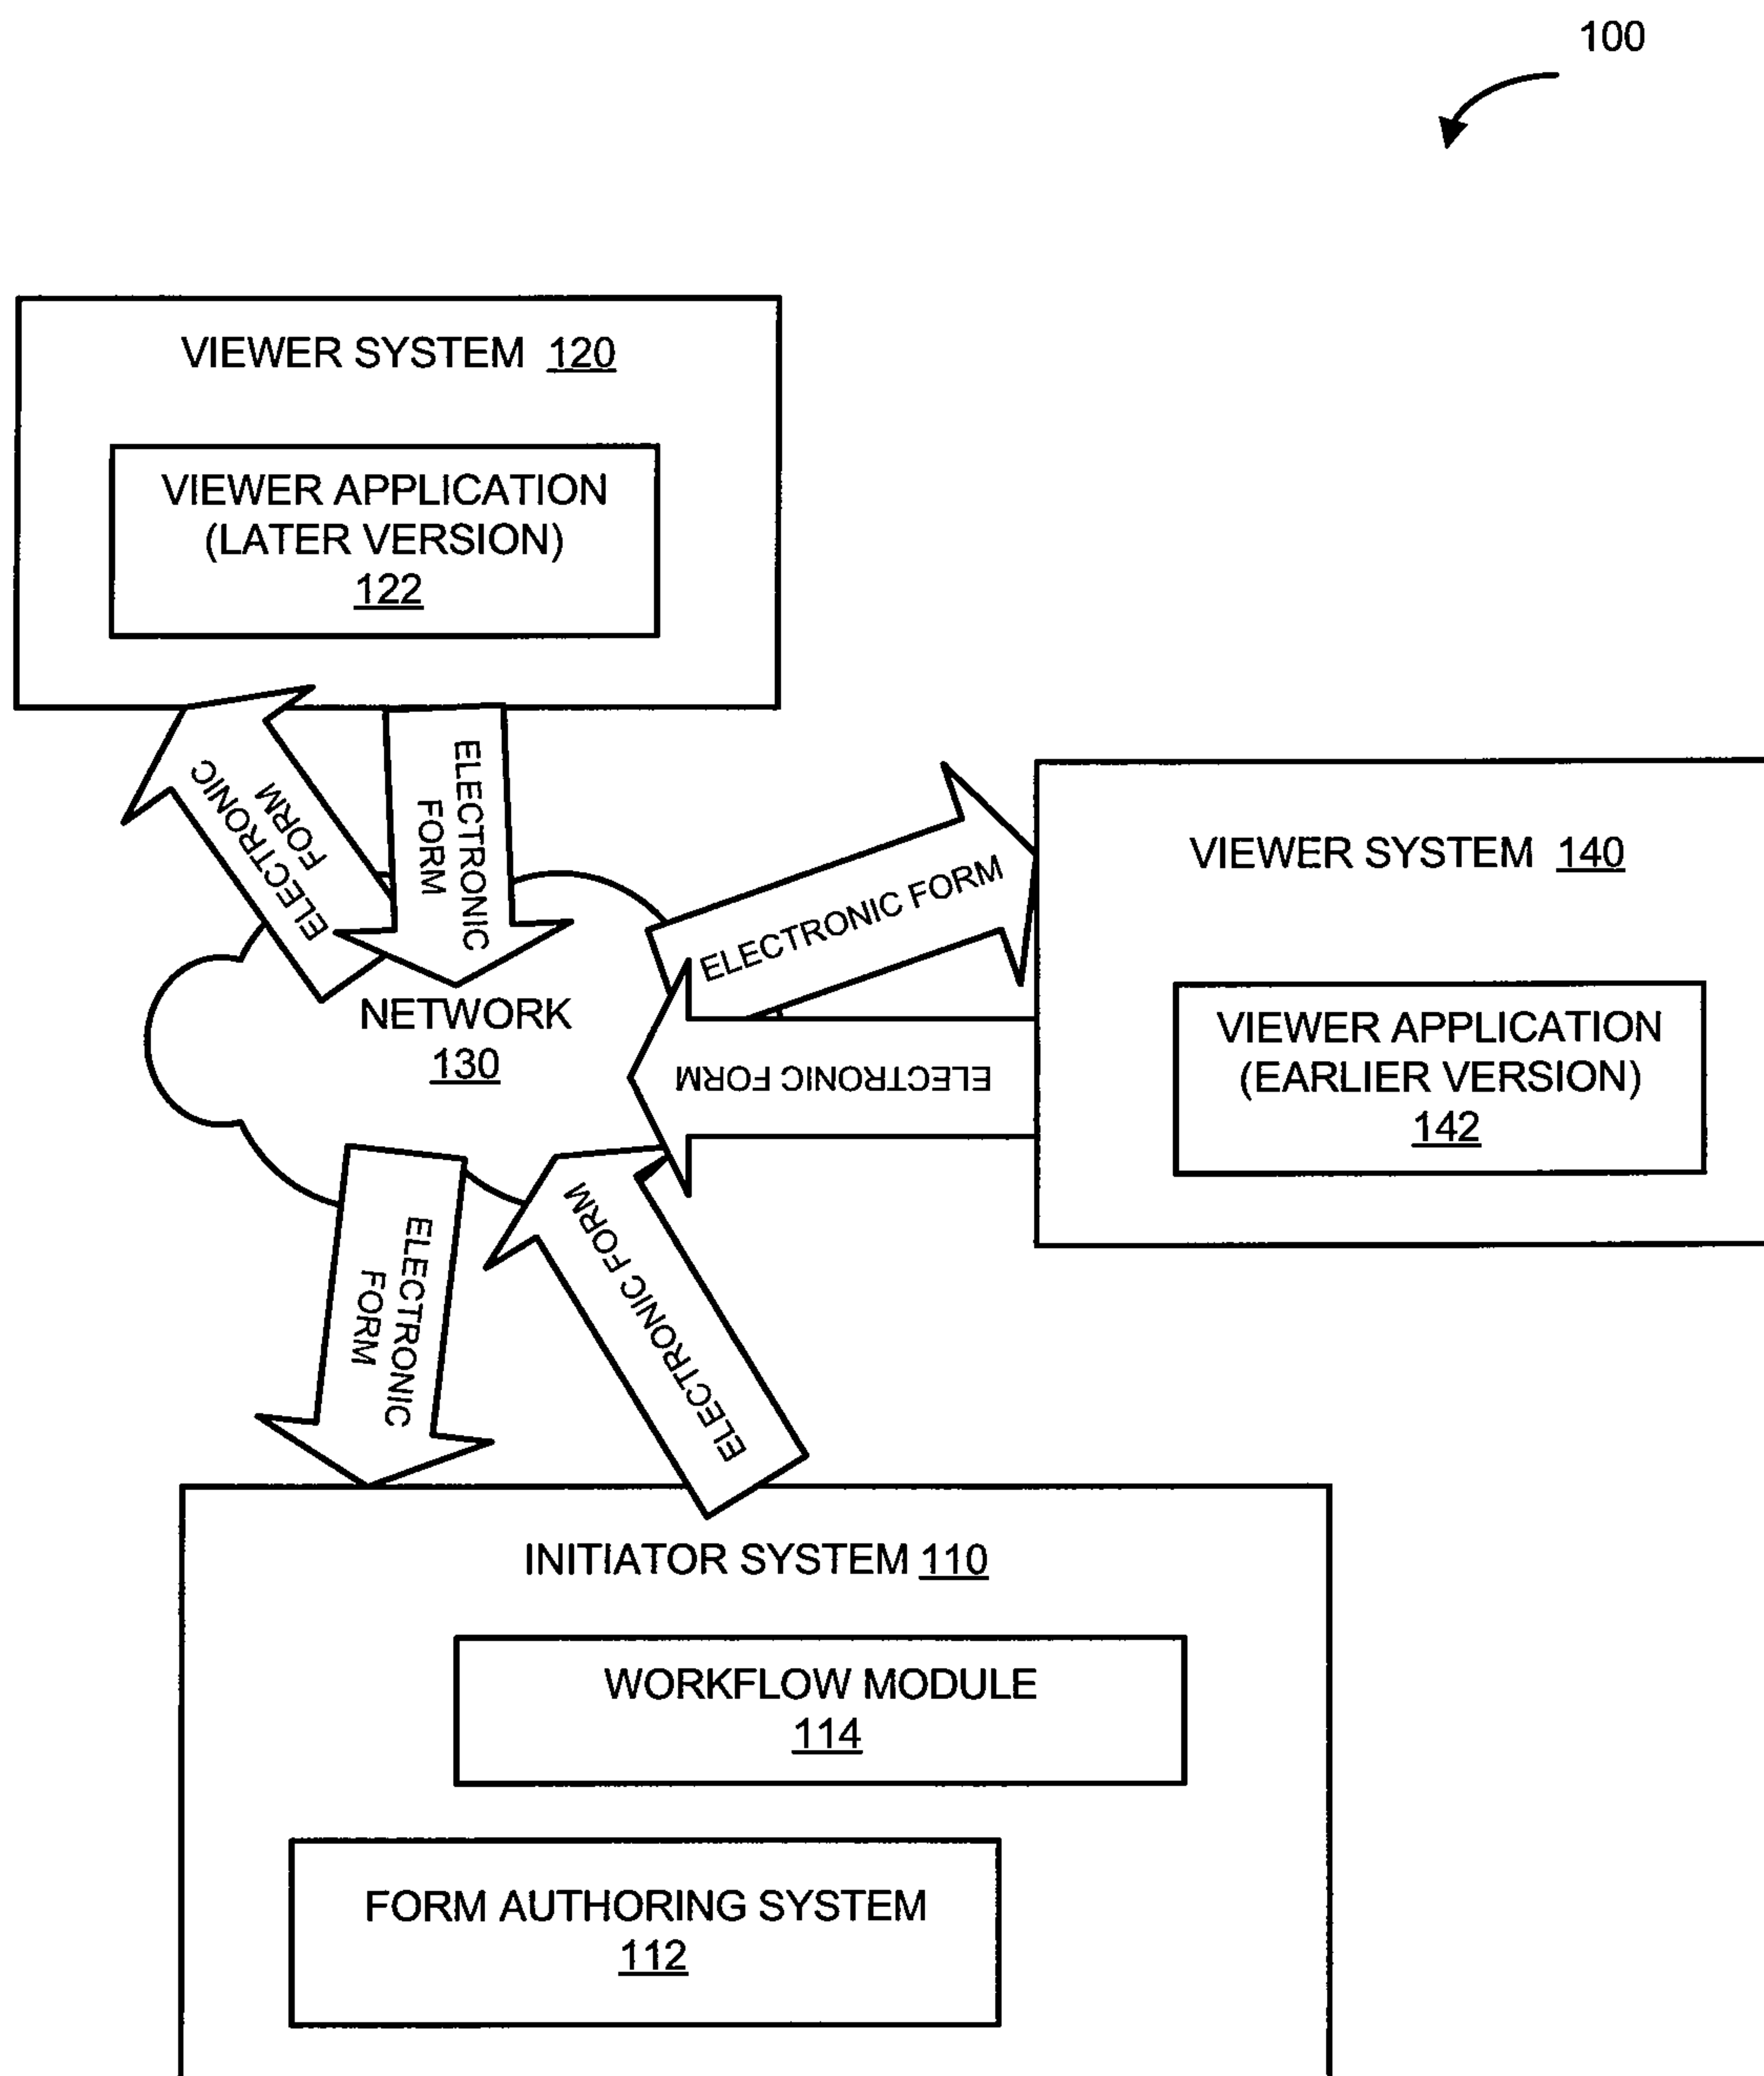 100
VIEWER SYSTEM 120
VIEWER APPLICATION
(LATER VERSION)
122
ELECTRONIC
FORM
ELECTRONIC
FORM
ELECTRONIC FORM
VIEWER SYSTEM 140
VIEWER APPLICATION
(EARLIER VERSION)
142
NETWORK
130
ELECTRONIC FORM
ELECTRONIC
FORM
ELECTRONIC FORM
INITIATOR SYSTEM 110
WORKFLOW MODULE
114
FORM AUTHORING SYSTEM
112